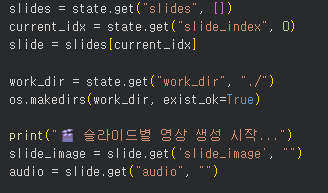 slides = state.get("slides", [])
current_idx = state.get("slide_index", 0)
slide = slides[current_idx]

work_dir = state.get("work_dir", "./")
os.makedirs(work_dir, exist_ok=True)

print("🎬 슬라이드별 영상 생성 시작...")
slide_image = slide.get('slide_image', "")
audio = slide.get("audio", "")